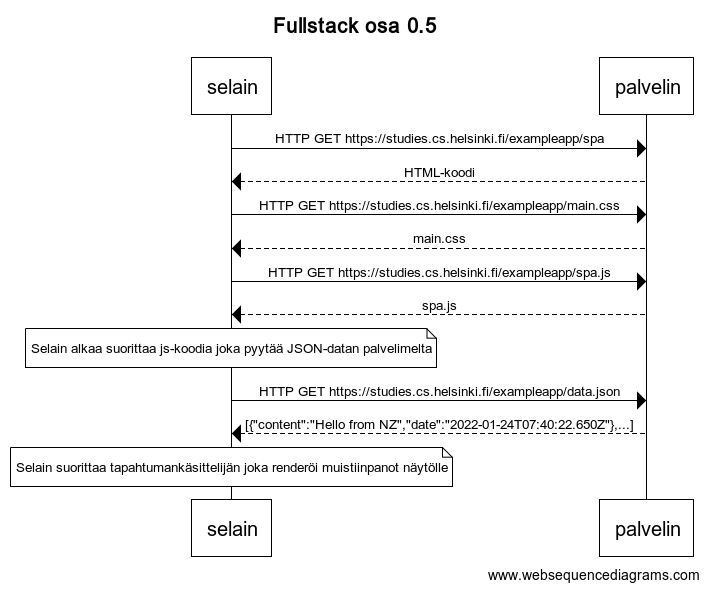 Fullstack osa 0.5
selain
palvelin
HTTP GET https://studies.cs.helsinki.fi/exampleapp/spa
HTML-koodi
HTTP GET https://studies.cs.helsinki.fi/exampleapp/main.css
main.css
HTTP GET https://studies.cs.helsinki.fi/exampleapp/spa.js
spa.js
Selain alkaa suorittaa js-koodia joka pyytää JSON-datan palvelimelta
HTTP GET https://studies.cs.helsinki.fi/exampleapp/data.json
[{"content":"Hello from NZ","date":"2022-01-24T07:40:22.650Z"},...]
Selain suorittaa tapahtumankäsittelijän joka renderöi muistiinpanot näytölle
selain
palvelin
www.websequencediagrams.com